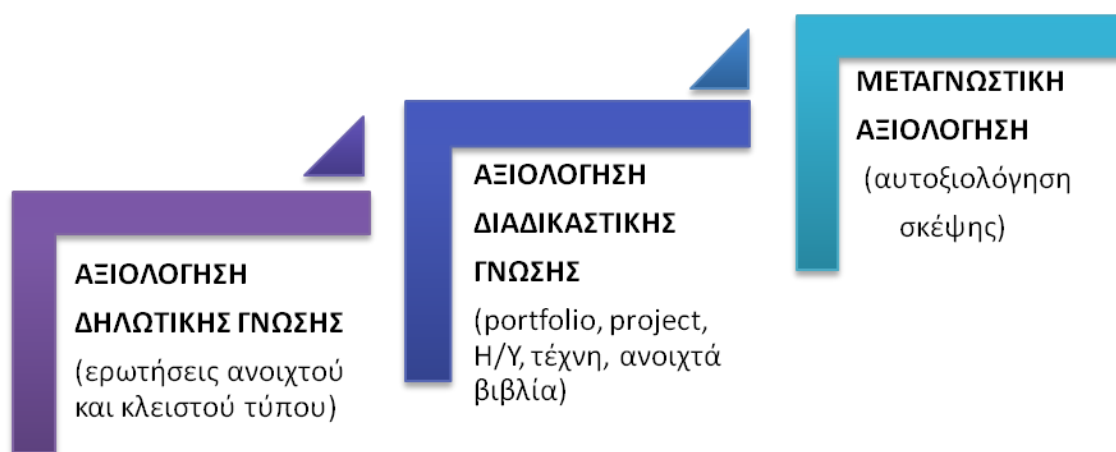 ΑΞΙΟΛΟΓΗΣΗ
ΔΗΛΩΤΙΚΗΣ ΓΝΩΣΗΣ
(ερωτήσεις ανοιχτού
και κλειστού τύπου)
ΑΞΙΟΛΟΓΗΣΗ
ΔΙΑΔΙΚΑΣΤΙΚΗΣ
ΓΝΩΣΗΣ
(portfolio, project,
Η/Υ, τέχνη, ανοιχτά
βιβλία)
ΜΕΤΑΓΝΩΣΤΙΚΗ
ΑΞΙΟΛΟΓΗΣΗ
(αυτοξιολόγηση
σκέψης)